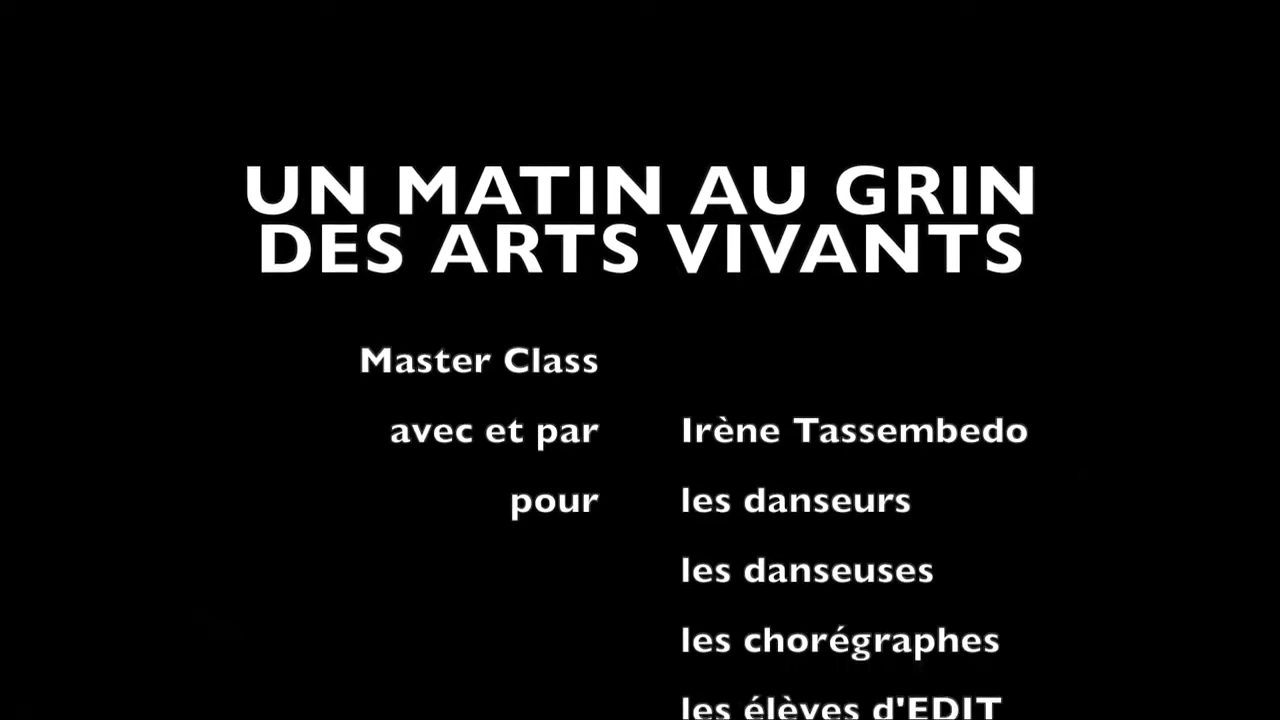 UN MATIN AU GRIN
DES ARTS VIVANTS
Master Class
avec et par Irène Tassembedo
pour les danseurs
les danseuses
les chorégraphes
les élèves d'EDIT